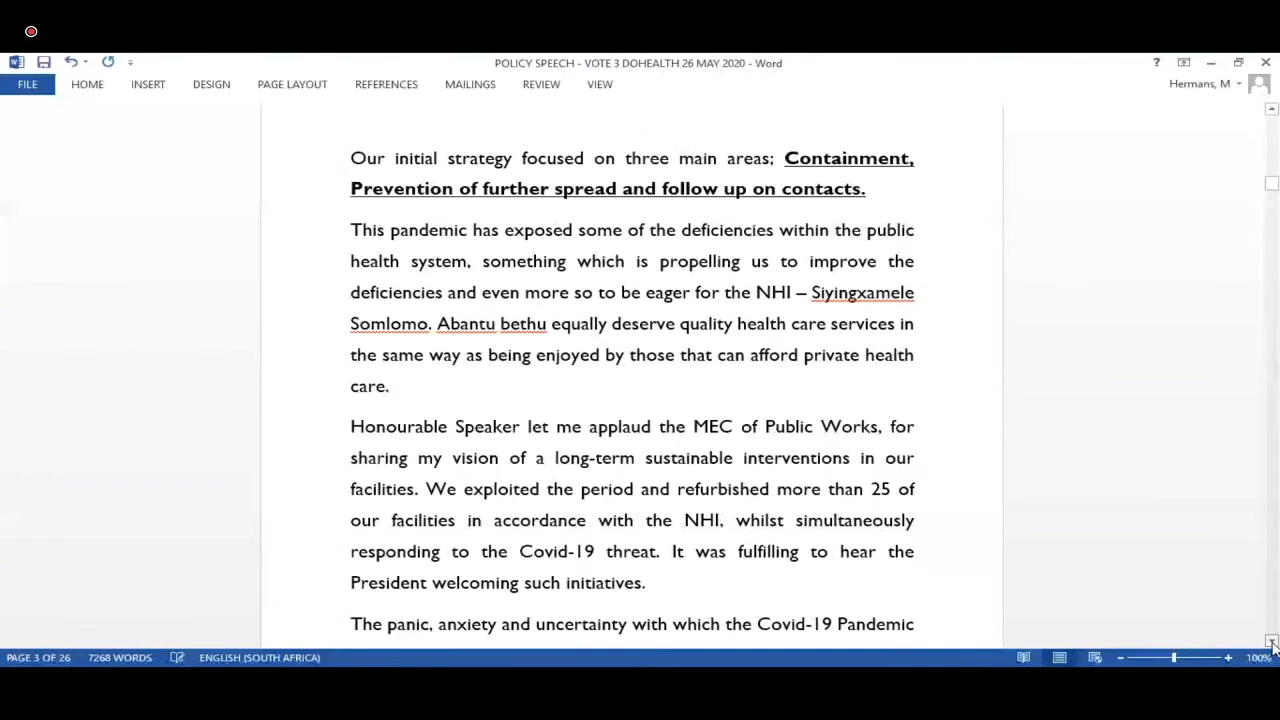 POLICY SPEECH - VOTE 3 DOHEALTH 26 MAY 2020 - Word
FILE HOME INSERT DESIGN PAGE LAYOUT REFERENCES MAILINGS REVIEW VIEW Hermans, M
Our initial strategy focused on three main areas; Containment,
Prevention of further spread and follow up on contacts.
This pandemic has exposed some of the deficiencies within the public
health system, something which is propelling us to improve the
deficiencies and even more so to be eager for the NHI – Siyingxamele
Somlomo. Abantu bethu equally deserve quality health care services in
the same way as being enjoyed by those that can afford private health
care.
Honourable Speaker let me applaud the MEC of Public Works, for
sharing my vision of a long-term sustainable interventions in our
facilities. We exploited the period and refurbished more than 25 of
our facilities in accordance with the NHI, whilst simultaneously
responding to the Covid-19 threat. It was fulfilling to hear the
President welcoming such initiatives.
The panic, anxiety and uncertainty with which the Covid-19 Pandemic
PAGE 3 OF 26 7268 WORDS ENGLISH (SOUTH AFRICA) 100%